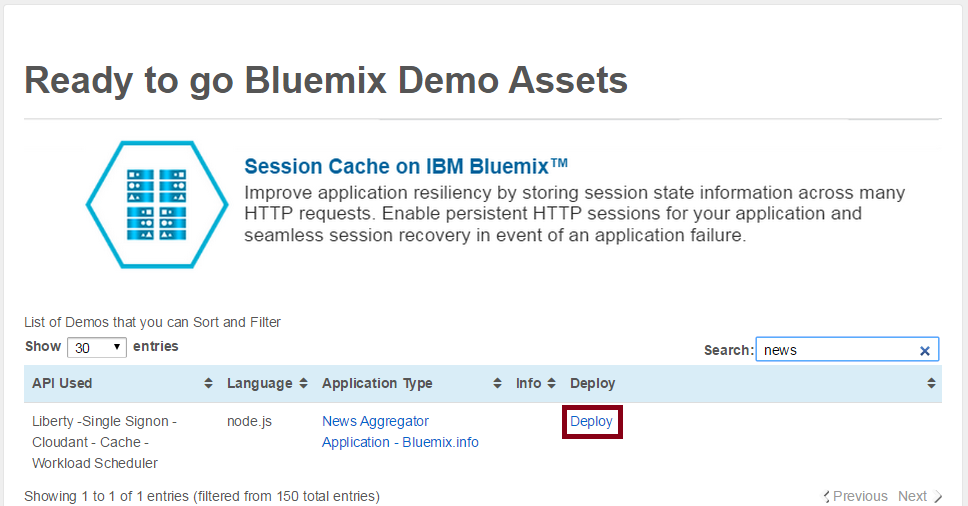 Ready to go Bluemix Demo Assets
Session Cache on IBM Bluemix™
Improve application resiliency by storing session state information across many
HTTP requests. Enable persistent HTTP sessions for your application and
seamless session recovery in event of an application failure.
List of Demos that you can Sort and Filter
Show 30 entries
Search: news
API Used Language Application Type Info Deploy
Liberty -Single Signon - node.js News Aggregator Deploy
Cloudant - Cache - Application - Bluemix.info
Workload Scheduler
Showing 1 to 1 of 1 entries (filtered from 150 total entries)
Previous Next